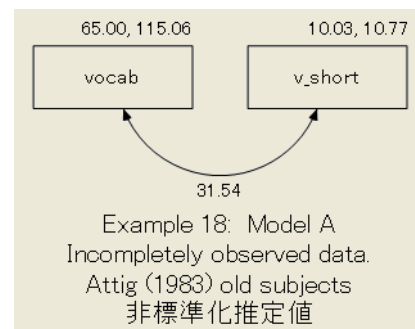 65.00, 115.06
10.03, 10.77
vocab
v_short
31.54
Example 18: Model A
Incompletely observed data.
Attig (1983) old subjects
非標準化推定値